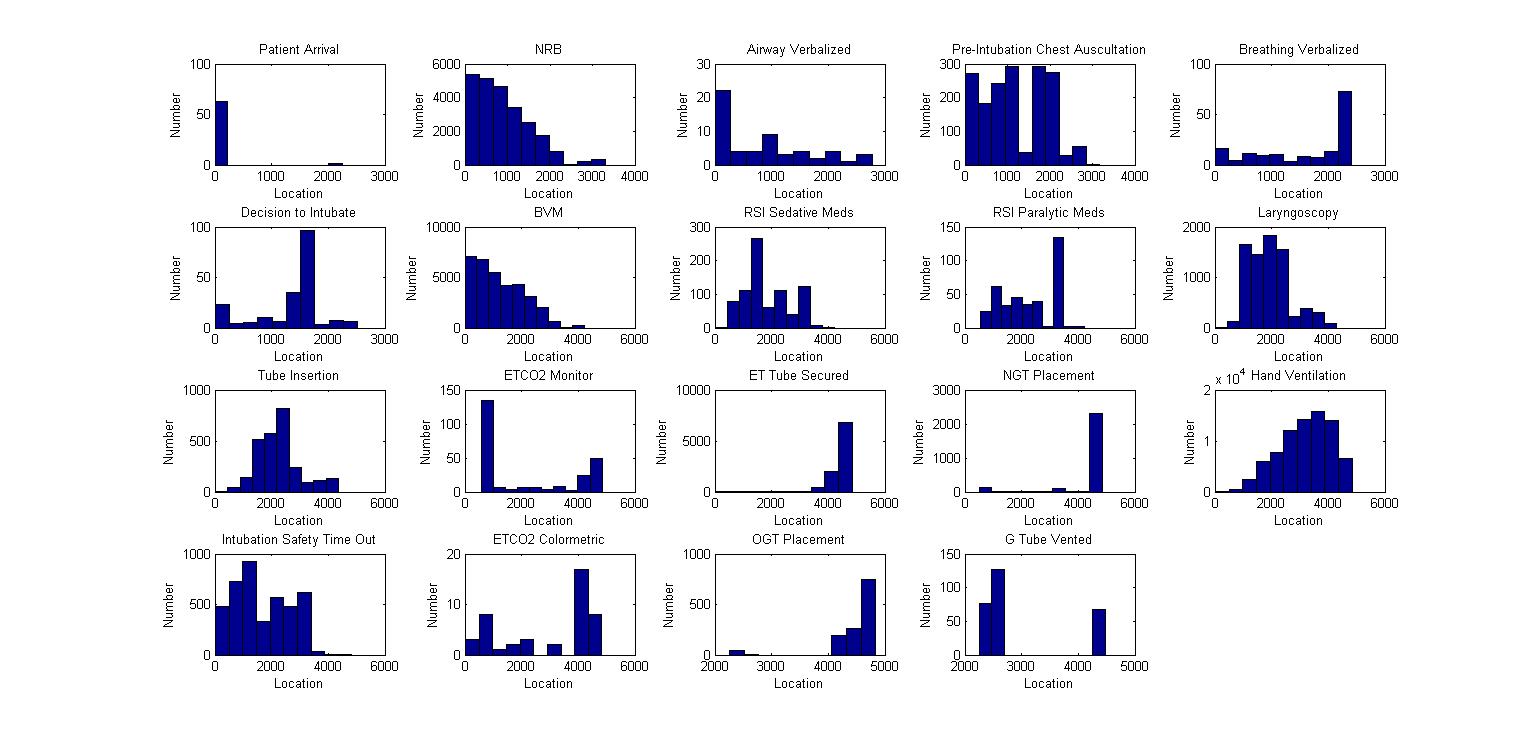 Patient Arrival
100
50
0
Number
0 1000 2000 3000
Location
NRB
6000
4000
2000
0
Number
0 1000 2000 3000 4000
Location
Airway Verbalized
30
20
10
0
Number
0 1000 2000 3000
Location
Pre-Intubation Chest Auscultation
300
200
100
0
Number
0 1000 2000 3000 4000
Location
Breathing Verbalized
100
50
0
Number
0 1000 2000 3000
Location
Decision to Intubate
100
50
0
Number
0 1000 2000 3000
Location
BVM
10000
5000
0
Number
0 2000 4000 6000
Location
RSI Sedative Meds
300
200
100
0
Number
0 2000 4000 6000
Location
RSI Paralytic Meds
150
100
50
0
Number
0 2000 4000 6000
Location
Laryngoscopy
2000
1000
0
Number
0 2000 4000 6000
Location
Tube Insertion
1000
500
0
Number
0 2000 4000 6000
Location
ETCO2 Monitor
150
100
50
0
Number
0 2000 4000 6000
Location
ET Tube Secured
10000
5000
0
Number
0 2000 4000 6000
Location
NGT Placement
3000
2000
1000
0
Number
0 2000 4000 6000
Location
x 10^4 Hand Ventilation
2
1
0
Number
0 2000 4000 6000
Location
Intubation Safety Time Out
1000
500
0
Number
0 2000 4000 6000
Location
ETCO2 Colormetric
20
10
0
Number
0 2000 4000 6000
Location
OGT Placement
1000
500
0
Number
2000 3000 4000 5000
Location
G Tube Vented
150
100
50
0
Number
2000 3000 4000 5000
Location